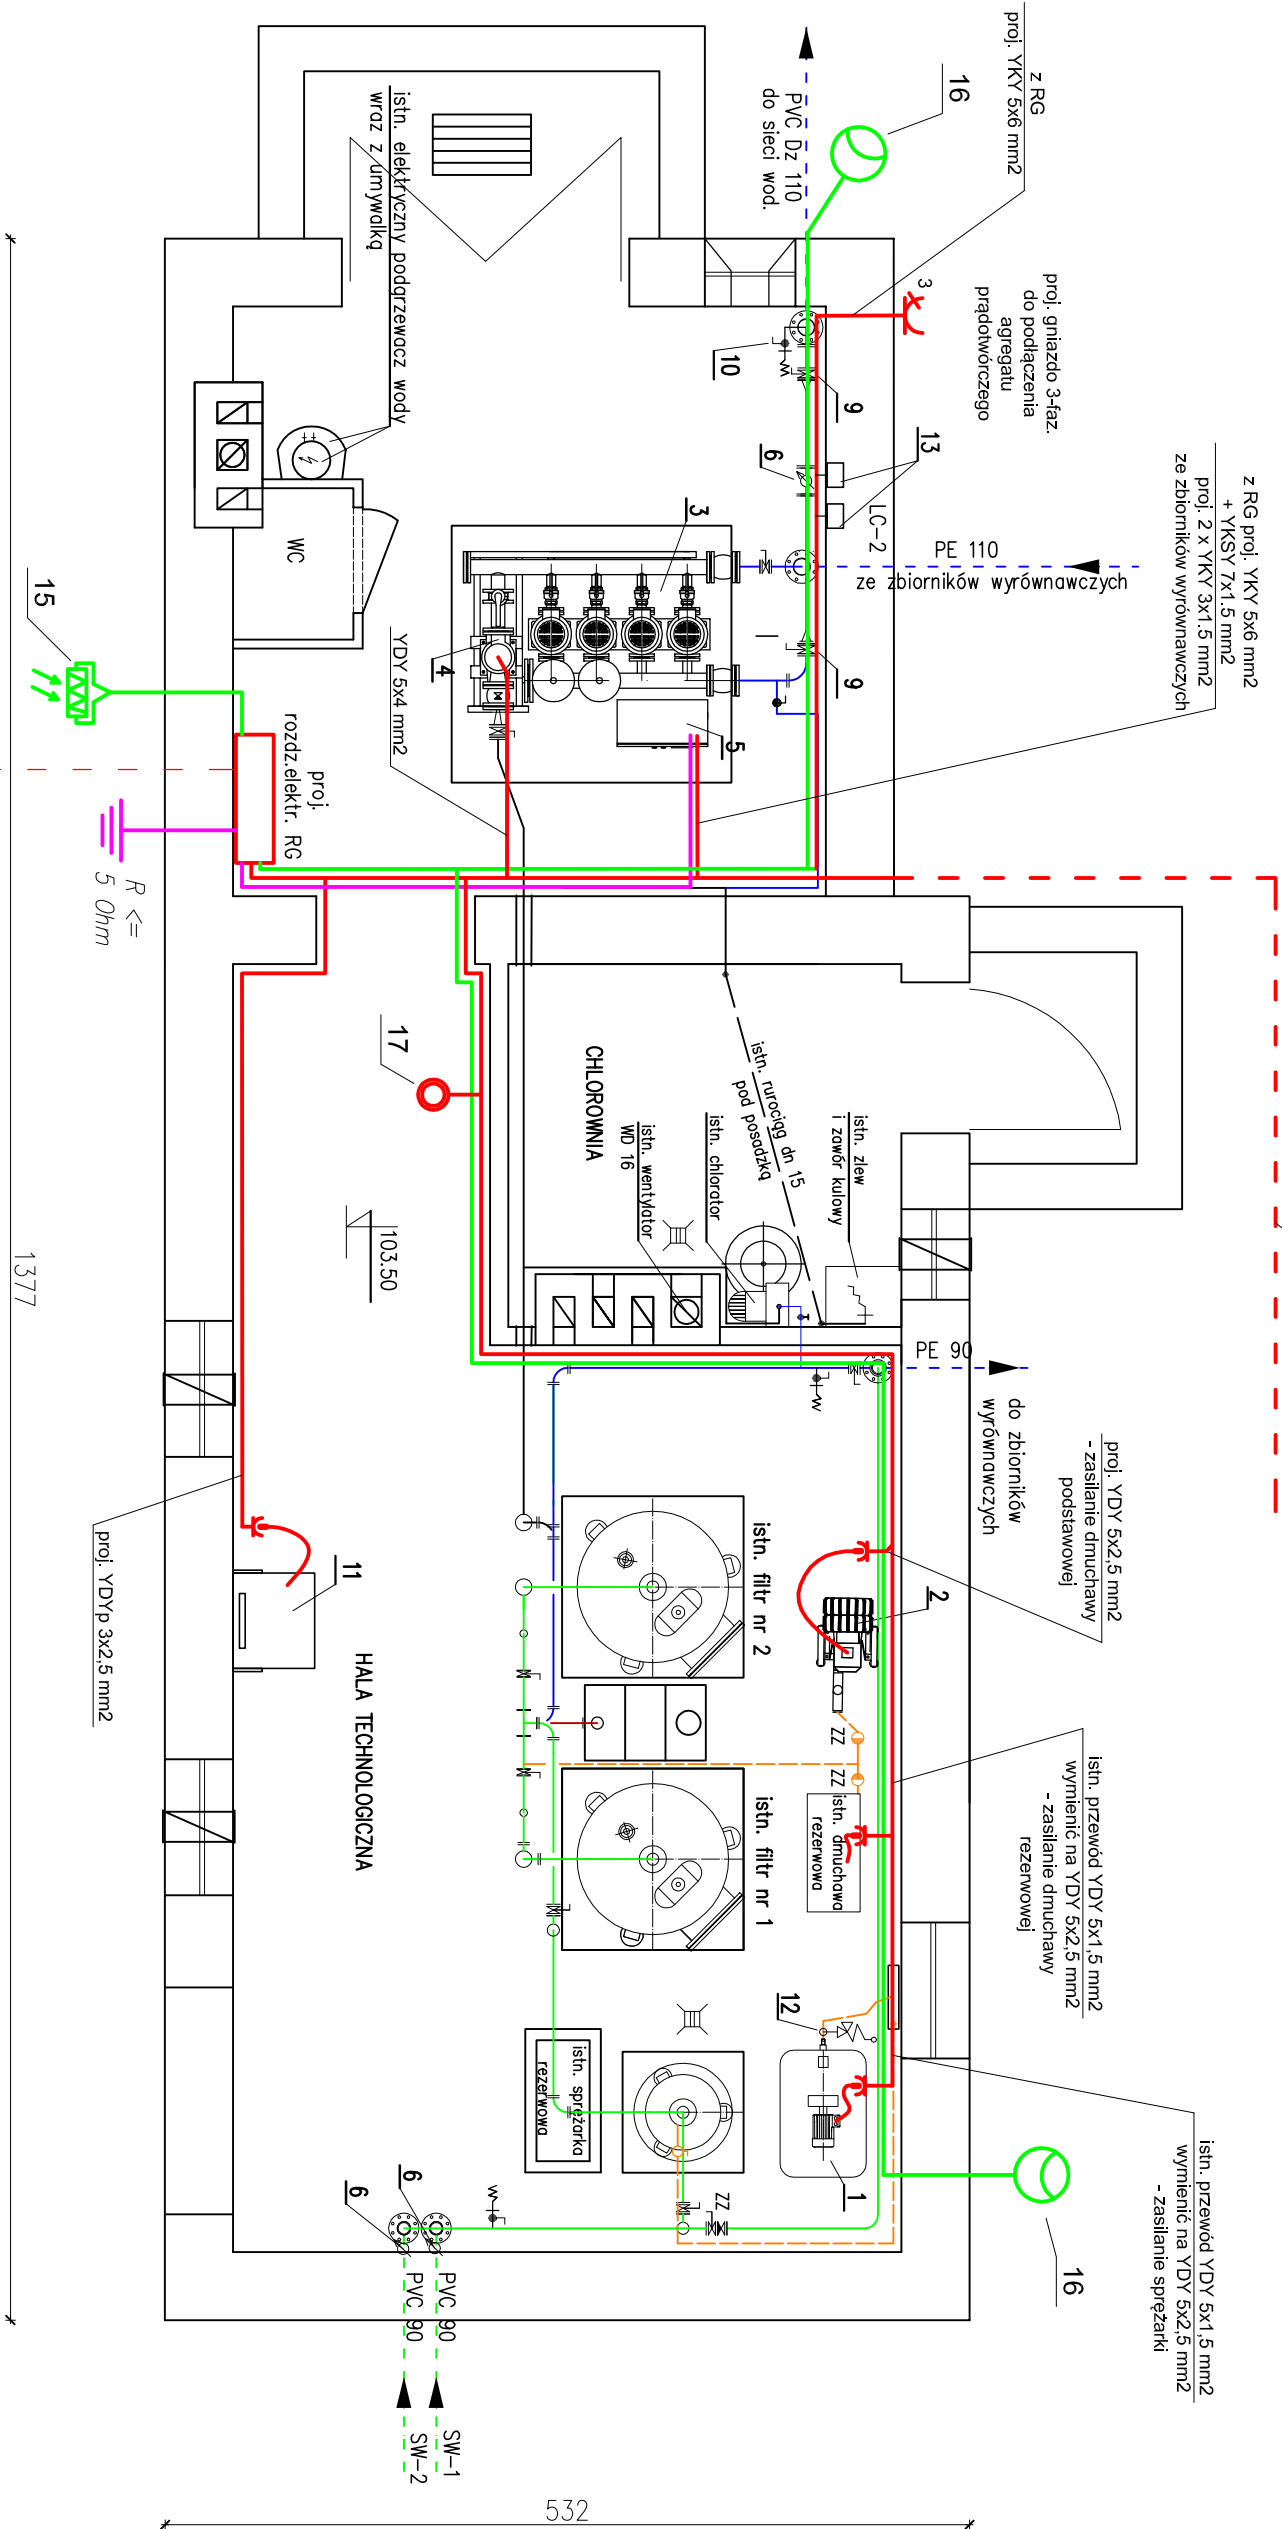 z RG
proj. YKY 5x6 mm2
16
PVC Dz 110
do sieci wod.
istn. elektryczny podgrzewacz wody
wraz z umywalką
proj. gniazdo 3-faz.
do podłączenia
agregatu
prądotwórczego
3
10
9
13
6
LC-2
3
z RG proj. YKY 5x6 mm2
+ YKSY 7x1.5 mm2
proj. 2 x YKY 3x1.5 mm2
ze zbiorników wyrównawczych
PE 110
ze zbiorników wyrównawczych
WC
15
YDY 5x4 mm2
4
9
5
proj.
rozdz.elektr. RG
R <=
5 Ohm
17
CHLOROWNIA
istn. rurociąg dn 15
pod posadzką
istn. zlew
i zawór kulowy
istn. chlorator
istn. wentylator
WD 16
103.50
1377
PE 90
do zbiorników
wyrównawczych
proj. YDY 5x2,5 mm2
- zasilanie dmuchawy
podstawowej
proj. YDYp 3x2,5 mm2
11
HALA TECHNOLOGICZNA
istn. filtr nr 2
2
ZZ
ZZ
istn. dmuchawa
rezerwowa
istn. filtr nr 1
istn. przewód YDY 5x1,5 mm2
wymienić na YDY 5x2,5 mm2
- zasilanie dmuchawy
rezerwowej
12
1
istn. sprężarka
rezerwowa
istn. przewód YDY 5x1,5 mm2
wymienić na YDY 5x2,5 mm2
- zasilanie sprężarki
16
ZZ
6
6
PVC 90
PVC 90
SW-1
SW-2
532